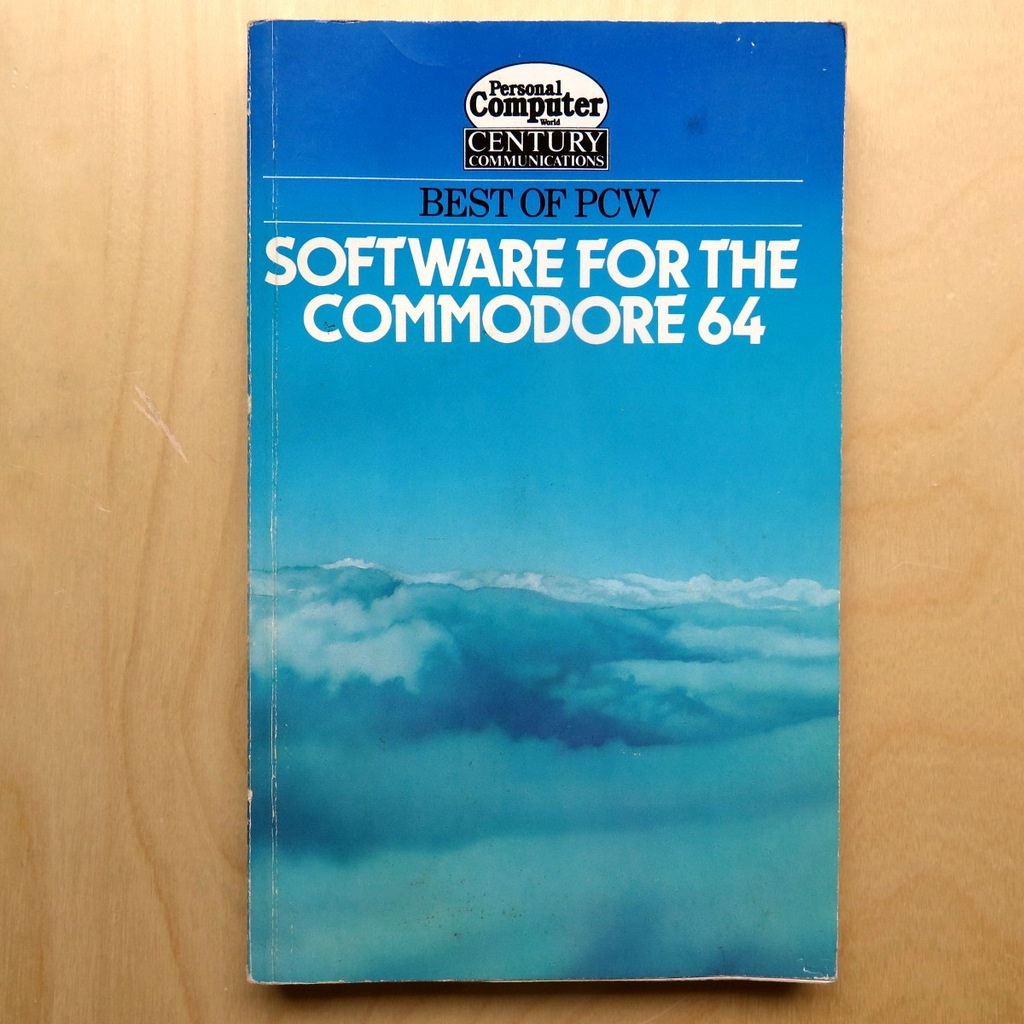 Personal
Computer
World
CENTURY
COMMUNICATIONS
BEST OF PCW
SOFTWARE FOR THE
COMMODORE 64